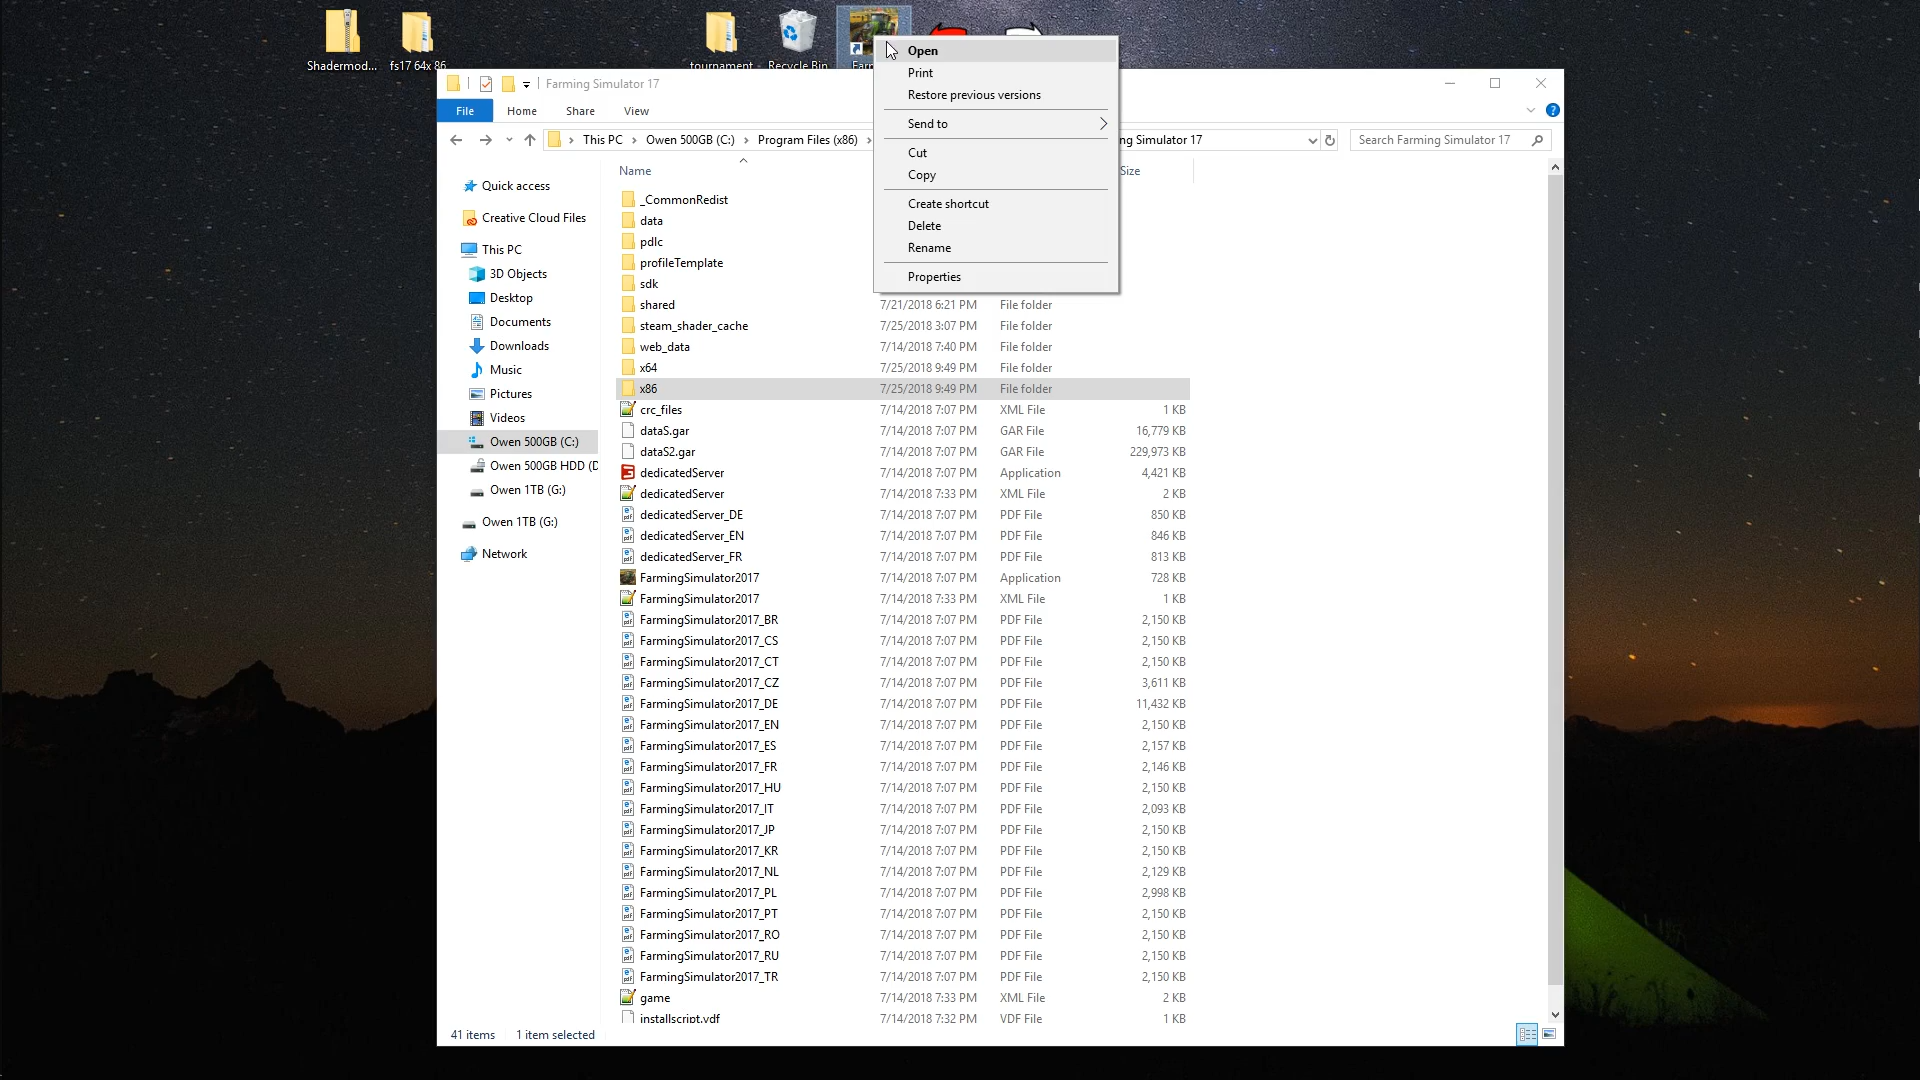 Shadermod...
fs17 64x 86
tournament
Recycle Bin
Farming Simulator 17
File
Home
Share
View
This PC
Owen 500GB (C:)
Program Files (x86)
ng Simulator 17
Search Farming Simulator 17
Open
Print
Restore previous versions
Send to
Cut
Copy
Create shortcut
Delete
Rename
Properties
Quick access
Creative Cloud Files
This PC
3D Objects
Desktop
Documents
Downloads
Music
Pictures
Videos
Owen 500GB (C:)
Owen 500GB HDD (D
Owen 1TB (G:)
Owen 1TB (G:)
Network
Name Size
_CommonRedist
data
pdlc
profileTemplate
sdk
shared 7/21/2018 6:21 PM File folder
steam_shader_cache 7/25/2018 3:07 PM File folder
web_data 7/14/2018 7:40 PM File folder
x64 7/25/2018 9:49 PM File folder
x86 7/25/2018 9:49 PM File folder
crc_files 7/14/2018 7:07 PM XML File 1 KB
dataS.gar 7/14/2018 7:07 PM GAR File 16,779 KB
dataS2.gar 7/14/2018 7:07 PM GAR File 229,973 KB
dedicatedServer 7/14/2018 7:07 PM Application 4,421 KB
dedicatedServer 7/14/2018 7:33 PM XML File 2 KB
dedicatedServer_DE 7/14/2018 7:07 PM PDF File 850 KB
dedicatedServer_EN 7/14/2018 7:07 PM PDF File 846 KB
dedicatedServer_FR 7/14/2018 7:07 PM PDF File 813 KB
FarmingSimulator2017 7/14/2018 7:07 PM Application 728 KB
FarmingSimulator2017 7/14/2018 7:33 PM XML File 1 KB
FarmingSimulator2017_BR 7/14/2018 7:07 PM PDF File 2,150 KB
FarmingSimulator2017_CS 7/14/2018 7:07 PM PDF File 2,150 KB
FarmingSimulator2017_CT 7/14/2018 7:07 PM PDF File 2,150 KB
FarmingSimulator2017_CZ 7/14/2018 7:07 PM PDF File 3,611 KB
FarmingSimulator2017_DE 7/14/2018 7:07 PM PDF File 11,432 KB
FarmingSimulator2017_EN 7/14/2018 7:07 PM PDF File 2,150 KB
FarmingSimulator2017_ES 7/14/2018 7:07 PM PDF File 2,157 KB
FarmingSimulator2017_FR 7/14/2018 7:07 PM PDF File 2,146 KB
FarmingSimulator2017_HU 7/14/2018 7:07 PM PDF File 2,150 KB
FarmingSimulator2017_IT 7/14/2018 7:07 PM PDF File 2,093 KB
FarmingSimulator2017_JP 7/14/2018 7:07 PM PDF File 2,150 KB
FarmingSimulator2017_KR 7/14/2018 7:07 PM PDF File 2,150 KB
FarmingSimulator2017_NL 7/14/2018 7:07 PM PDF File 2,129 KB
FarmingSimulator2017_PL 7/14/2018 7:07 PM PDF File 2,998 KB
FarmingSimulator2017_PT 7/14/2018 7:07 PM PDF File 2,150 KB
FarmingSimulator2017_RO 7/14/2018 7:07 PM PDF File 2,150 KB
FarmingSimulator2017_RU 7/14/2018 7:07 PM PDF File 2,150 KB
FarmingSimulator2017_TR 7/14/2018 7:07 PM PDF File 2,150 KB
game 7/14/2018 7:33 PM XML File 2 KB
installscript.vdf 7/14/2018 7:32 PM VDF File 1 KB
41 items 1 item selected